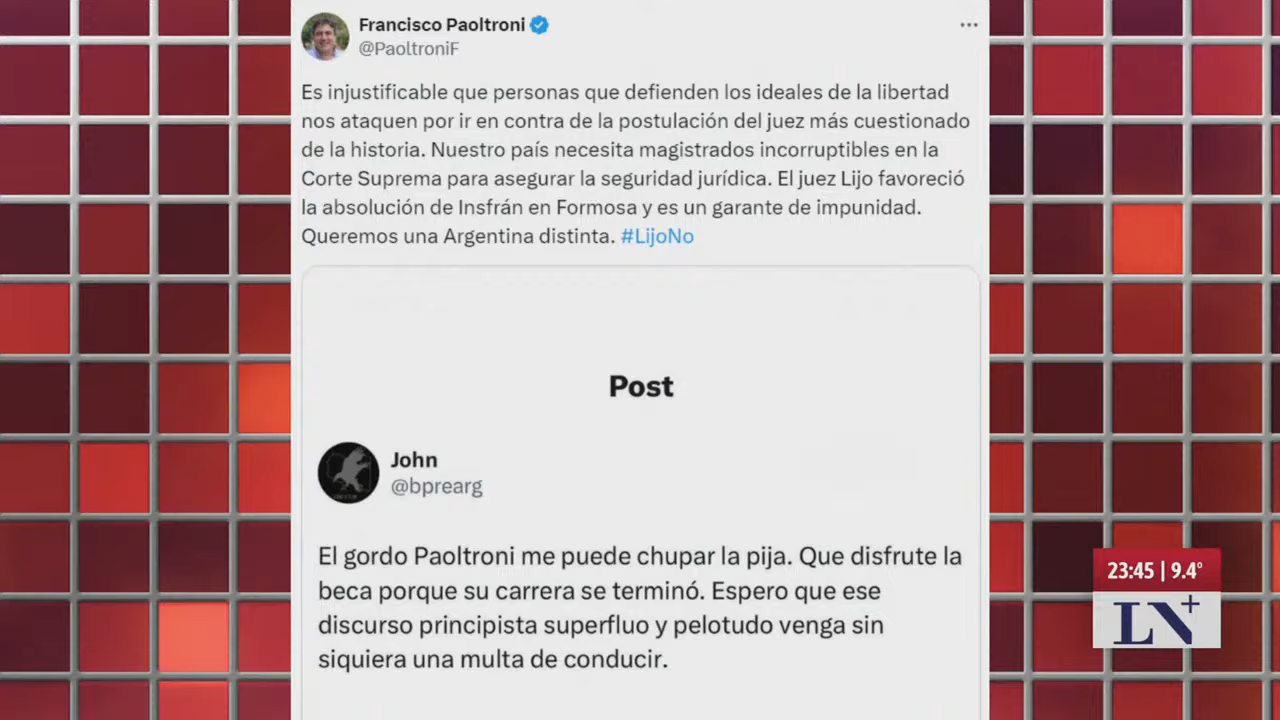 Francisco Paoltroni
@PaoltroniF
Es injustificable que personas que defienden los ideales de la libertad
nos ataquen por ir en contra de la postulación del juez más cuestionado
de la historia. Nuestro país necesita magistrados incorruptibles en la
Corte Suprema para asegurar la seguridad jurídica. El juez Lijo favoreció
la absolución de Insfrán en Formosa y es un garante de impunidad.
Queremos una Argentina distinta. #LijoNo
Post
John
@bprearg
El gordo Paoltroni me puede chupar la pija. Que disfrute la
beca porque su carrera se terminó. Espero que ese
discurso principista superfluo y pelotudo venga sin
siquiera una multa de conducir.
23:45 | 9.4°
LN+